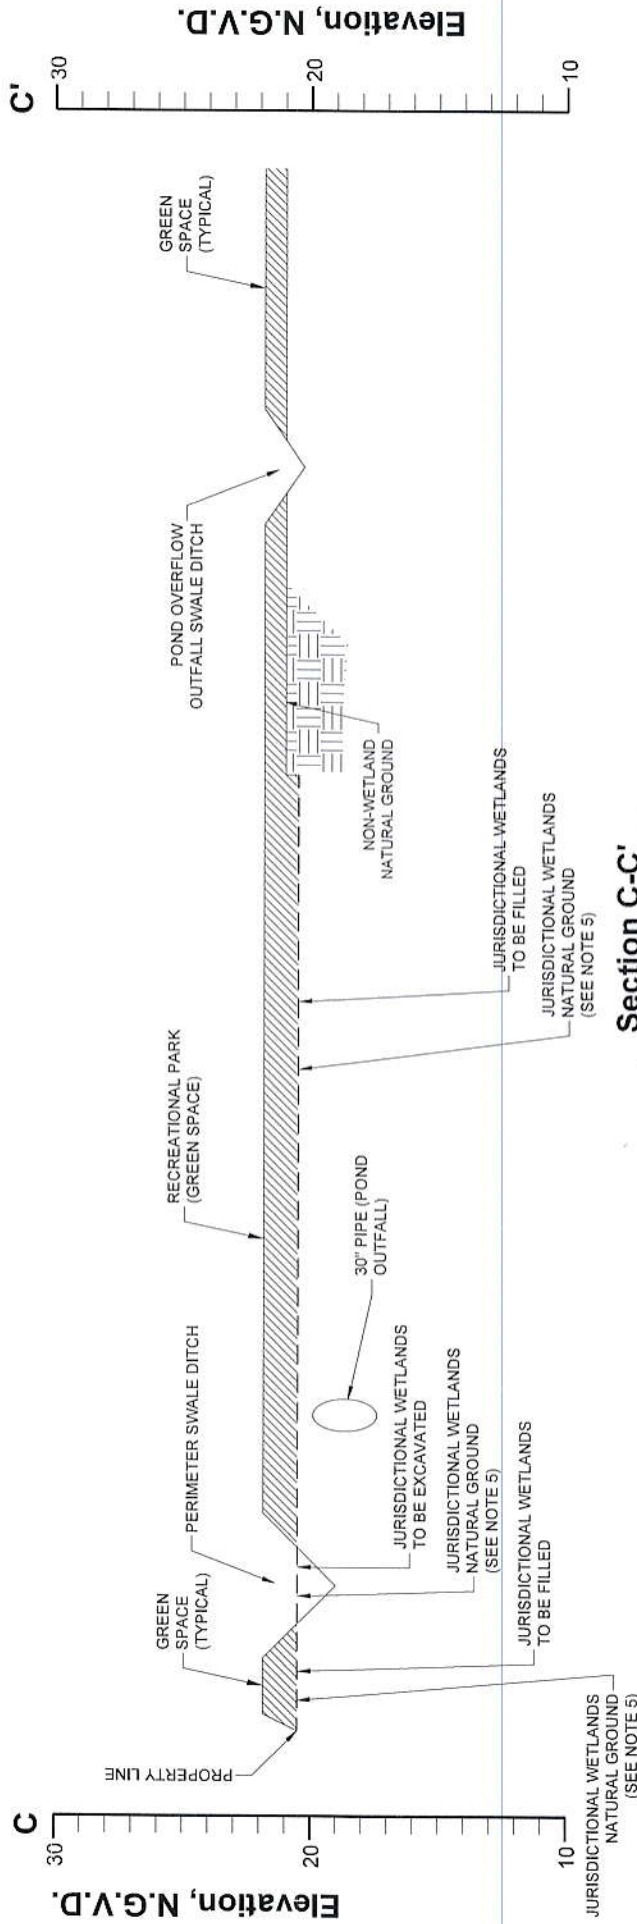 C
Elevation, N.G.V.D.
30
20
10
PROPERTY LINE
GREEN
SPACE
(TYPICAL)
PERIMETER SWALE DITCH
RECREATIONAL PARK
(GREEN SPACE)
POND OVERFLOW
OUTFALL SWALE DITCH
GREEN
SPACE
(TYPICAL)
JURISDICTIONAL WETLANDS
NATURAL GROUND
(SEE NOTE 5)
JURISDICTIONAL WETLANDS
TO BE FILLED
JURISDICTIONAL WETLANDS
NATURAL GROUND
(SEE NOTE 5)
JURISDICTIONAL WETLANDS
TO BE EXCAVATED
30" PIPE (POND
OUTFALL)
JURISDICTIONAL WETLANDS
NATURAL GROUND
(SEE NOTE 5)
JURISDICTIONAL WETLANDS
TO BE FILLED
NON-WETLAND
NATURAL GROUND
C'
30
20
10
Elevation, N.G.V.D.
Section C-C'